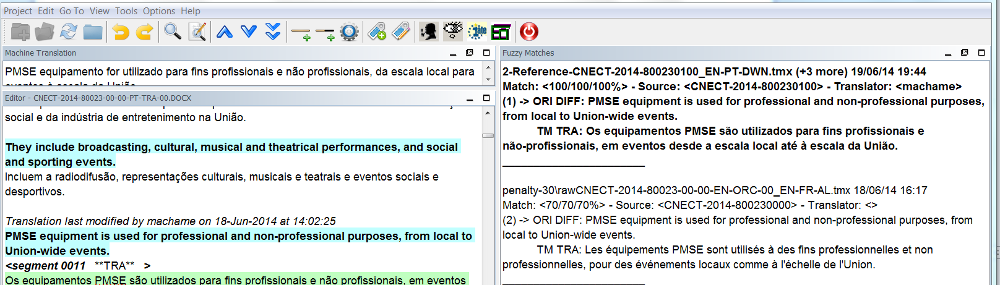 Project Edit Go To View Tools Options Help
Machine Translation
PMSE equipamento for utilizado para fins profissionais e não profissionais, da escala local para
eventos à escala da União
Editor - CNECT-2014-80023-00-00-PT-TRA-00.DOCX
social e da indústria de entretenimento na União.
They include broadcasting, cultural, musical and theatrical performances, and social
and sporting events.
Incluem a radiodifusão, representações culturais, musicais e teatrais e eventos sociais e
desportivos.
Translation last modified by machame on 18-Jun-2014 at 14:02:25
PMSE equipment is used for professional and non-professional purposes, from local to
Union-wide events.
<segment 0011 **TRA** >
Os equipamentos PMSE são utilizados para fins profissionais e não profissionais, em eventos
Fuzzy Matches
2-Reference-CNECT-2014-800230100_EN-PT-DWN.tmx (+3 more) 19/06/14 19:44
Match: <100/100/100%> - Source: <CNECT-2014-800230100> - Translator: <machame>
(1) -> ORI DIFF: PMSE equipment is used for professional and non-professional purposes,
from local to Union-wide events.
TM TRA: Os equipamentos PMSE são utilizados para fins profissionais e
não-profissionais, em eventos desde a escala local até à escala da União.
penalty-30\rawCNECT-2014-80023-00-00-EN-ORC-00_EN-FR-AL.tmx 18/06/14 16:17
Match: <70/70/70%> - Source: <CNECT-2014-800230000> - Translator: <>
(2) -> ORI DIFF: PMSE equipment is used for professional and non-professional purposes, from
local to Union-wide events.
TM TRA: Les équipements PMSE sont utilisés à des fins professionnelles et non
professionnelles, pour des événements locaux comme à l'échelle de l'Union.